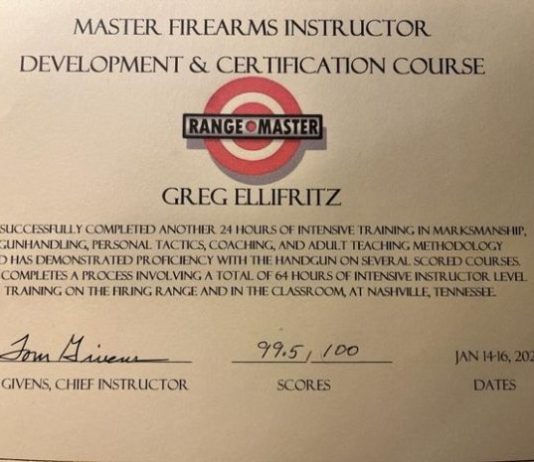 MASTER FIREARMS INSTRUCTOR
DEVELOPMENT & CERTIFICATION COURSE
RANGE MASTER
GREG ELLIFRITZ
SUCCESSFULLY COMPLETED ANOTHER 24 HOURS OF INTENSIVE TRAINING IN MARKSMANSHIP,
GUNHANDLING, PERSONAL TACTICS, COACHING, AND ADULT TEACHING METHODOLOGY
HAS DEMONSTRATED PROFICIENCY WITH THE HANDGUN ON SEVERAL SCORED COURSES.
COMPLETES A PROCESS INVOLVING A TOTAL OF 64 HOURS OF INTENSIVE INSTRUCTOR LEVEL
TRAINING ON THE FIRING RANGE AND IN THE CLASSROOM, AT NASHVILLE, TENNESSEE.
Tom Givens 99.5/100 JAN 14-16,
GIVENS, CHIEF INSTRUCTOR SCORES DATES